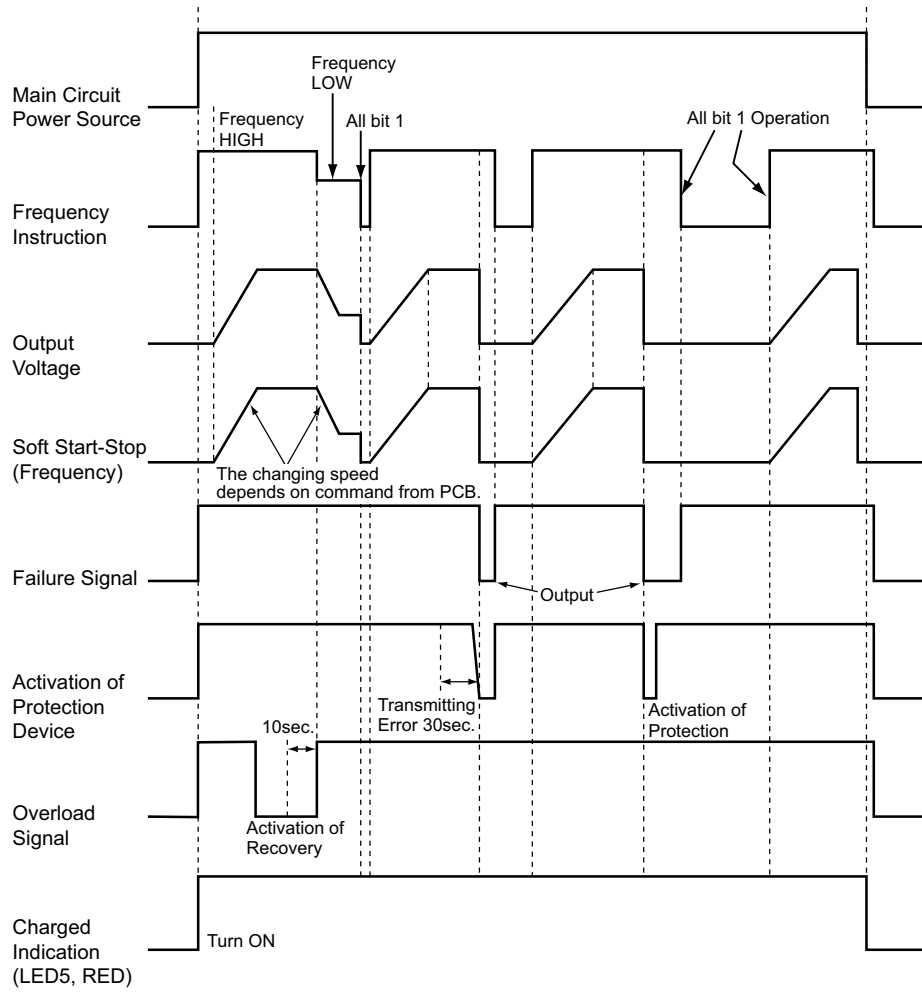 Main Circuit
Power Source
Frequency
LOW
Frequency
HIGH
All bit 1
All bit 1 Operation
Frequency
Instruction
Output
Voltage
Soft Start-Stop
(Frequency)
The changing speed
depends on command from PCB.
Failure Signal
Output
Activation of
Protection
Device
Transmitting
Error 30sec.
Activation of
Protection
10sec.
Overload
Signal
Activation of
Recovery
Charged
Indication
(LED5, RED)
Turn ON